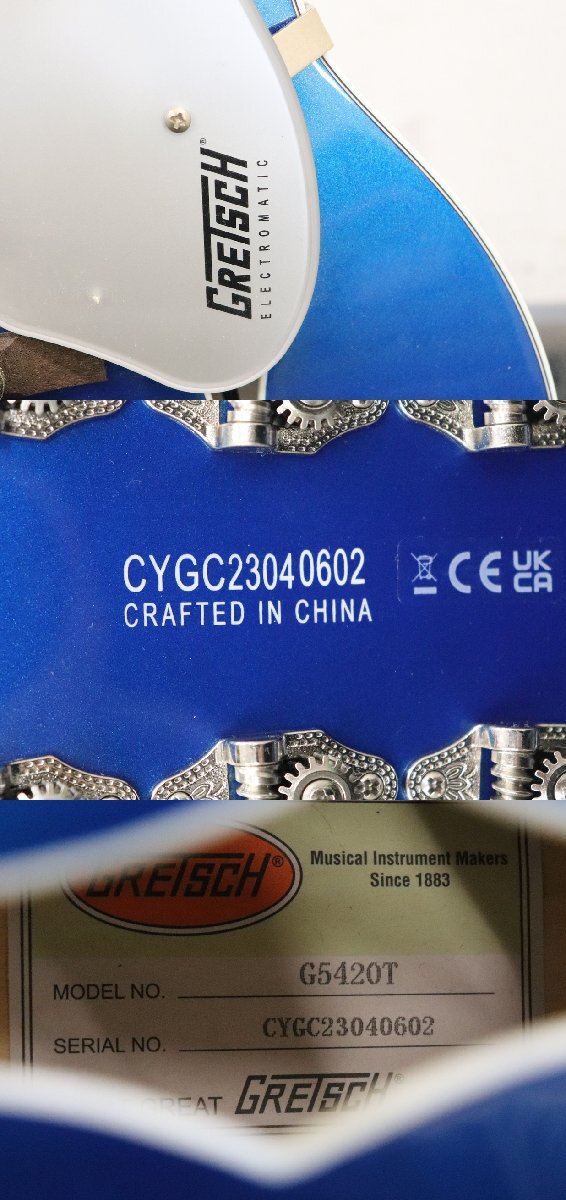 GRETSCH®
ELECTROMATIC
CYGC23040602
CRAFTED IN CHINA
CE UK CA
GRETSCH®
Musical Instrument Makers
Since 1883
MODEL NO. G5420T
SERIAL NO. CYGC23040602
GREAT GRETSCH®